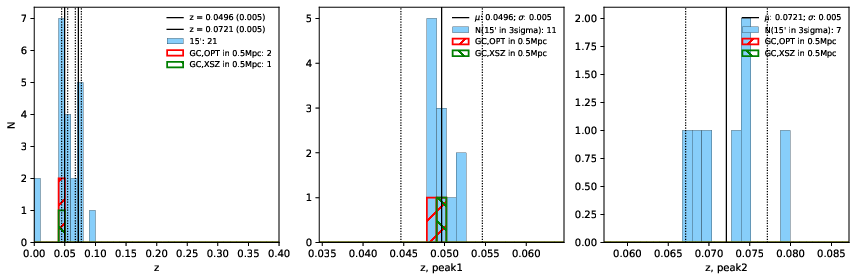 z = 0.0496 (0.005)
z = 0.0721 (0.005)
15': 21
GC,OPT in 0.5Mpc: 2
GC,XSZ in 0.5Mpc: 1
N
7
6
5
4
3
2
1
0
0.00 0.05 0.10 0.15 0.20 0.25 0.30 0.35 0.40
z
μ: 0.0496; σ: 0.005
N(15' in 3sigma): 11
GC,OPT in 0.5Mpc
GC,XSZ in 0.5Mpc
5
4
3
2
1
0
0.035 0.040 0.045 0.050 0.055 0.060
z, peak1
μ: 0.0721; σ: 0.005
N(15' in 3sigma): 7
GC,OPT in 0.5Mpc
GC,XSZ in 0.5Mpc
2.00
1.75
1.50
1.25
1.00
0.75
0.50
0.25
0.00
0.060 0.065 0.070 0.075 0.080 0.085
z, peak2